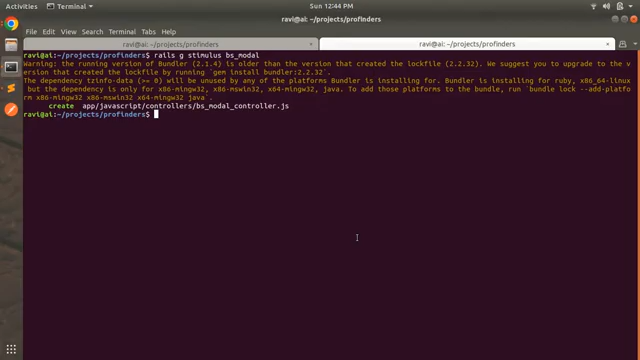 Activities
Terminal ▾
Sun 12:44 PM
ravi@ai: ~/projects/profinders
File Edit View Search Terminal Tabs Help
ravi@ai: ~/projects/profinders
ravi@ai: ~/projects/profinders
ravi@ai:~/projects/profinders$ rails g stimulus bs_modal
Warning: the running version of Bundler (2.1.4) is older than the version that created the lockfile (2.2.32). We suggest you to upgrade to the v
ersion that created the lockfile by running `gem install bundler:2.2.32`.
The dependency tzinfo-data (>= 0) will be unused by any of the platforms Bundler is installing for. Bundler is installing for ruby, x86_64-linux
but the dependency is only for x86-mingw32, x86-mswin32, x64-mingw32, java. To add those platforms to the bundle, run `bundle lock --add-platfo
rm x86-mingw32 x86-mswin32 x64-mingw32 java`.
create app/javascript/controllers/bs_modal_controller.js
ravi@ai:~/projects/profinders$